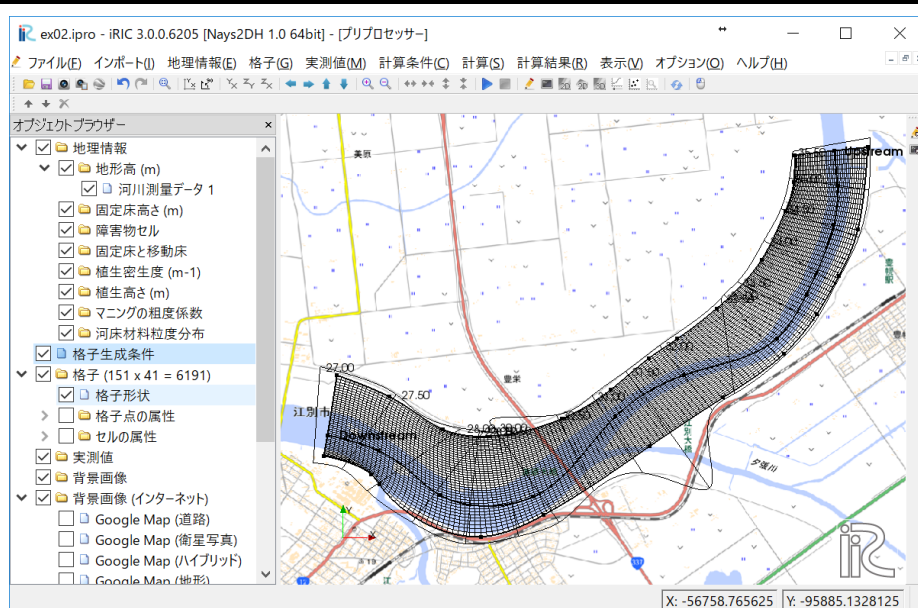 ex02.ipro - iRIC 3.0.0.6205 [Nays2DH 1.0 64bit] - [プリプロセッサー]
ファイル(F) インポート(I) 地理情報(E) 格子(G) 実測値(M) 計算条件(C) 計算(S) 計算結果(R) 表示(V) オプション(O) ヘルプ(H)
オブジェクトブラウザー
地理情報
地形高 (m)
河川測量データ 1
固定床高さ (m)
障害物セル
固定床と移動床
植生密生度 (m-1)
植生高さ (m)
マニングの粗度係数
河床材料粒度分布
格子生成条件
格子 (151 x 41 = 6191)
格子形状
格子点の属性
セルの属性
実測値
背景画像
背景画像 (インターネット)
Google Map (道路)
Google Map (衛星写真)
Google Map (ハイブリッド)
Google Map (地形)
美原
豊栄
27.00
27.50
江別市
Downstream
夕張川
Y
iRIC
X: -56758.765625 Y: -95885.1328125